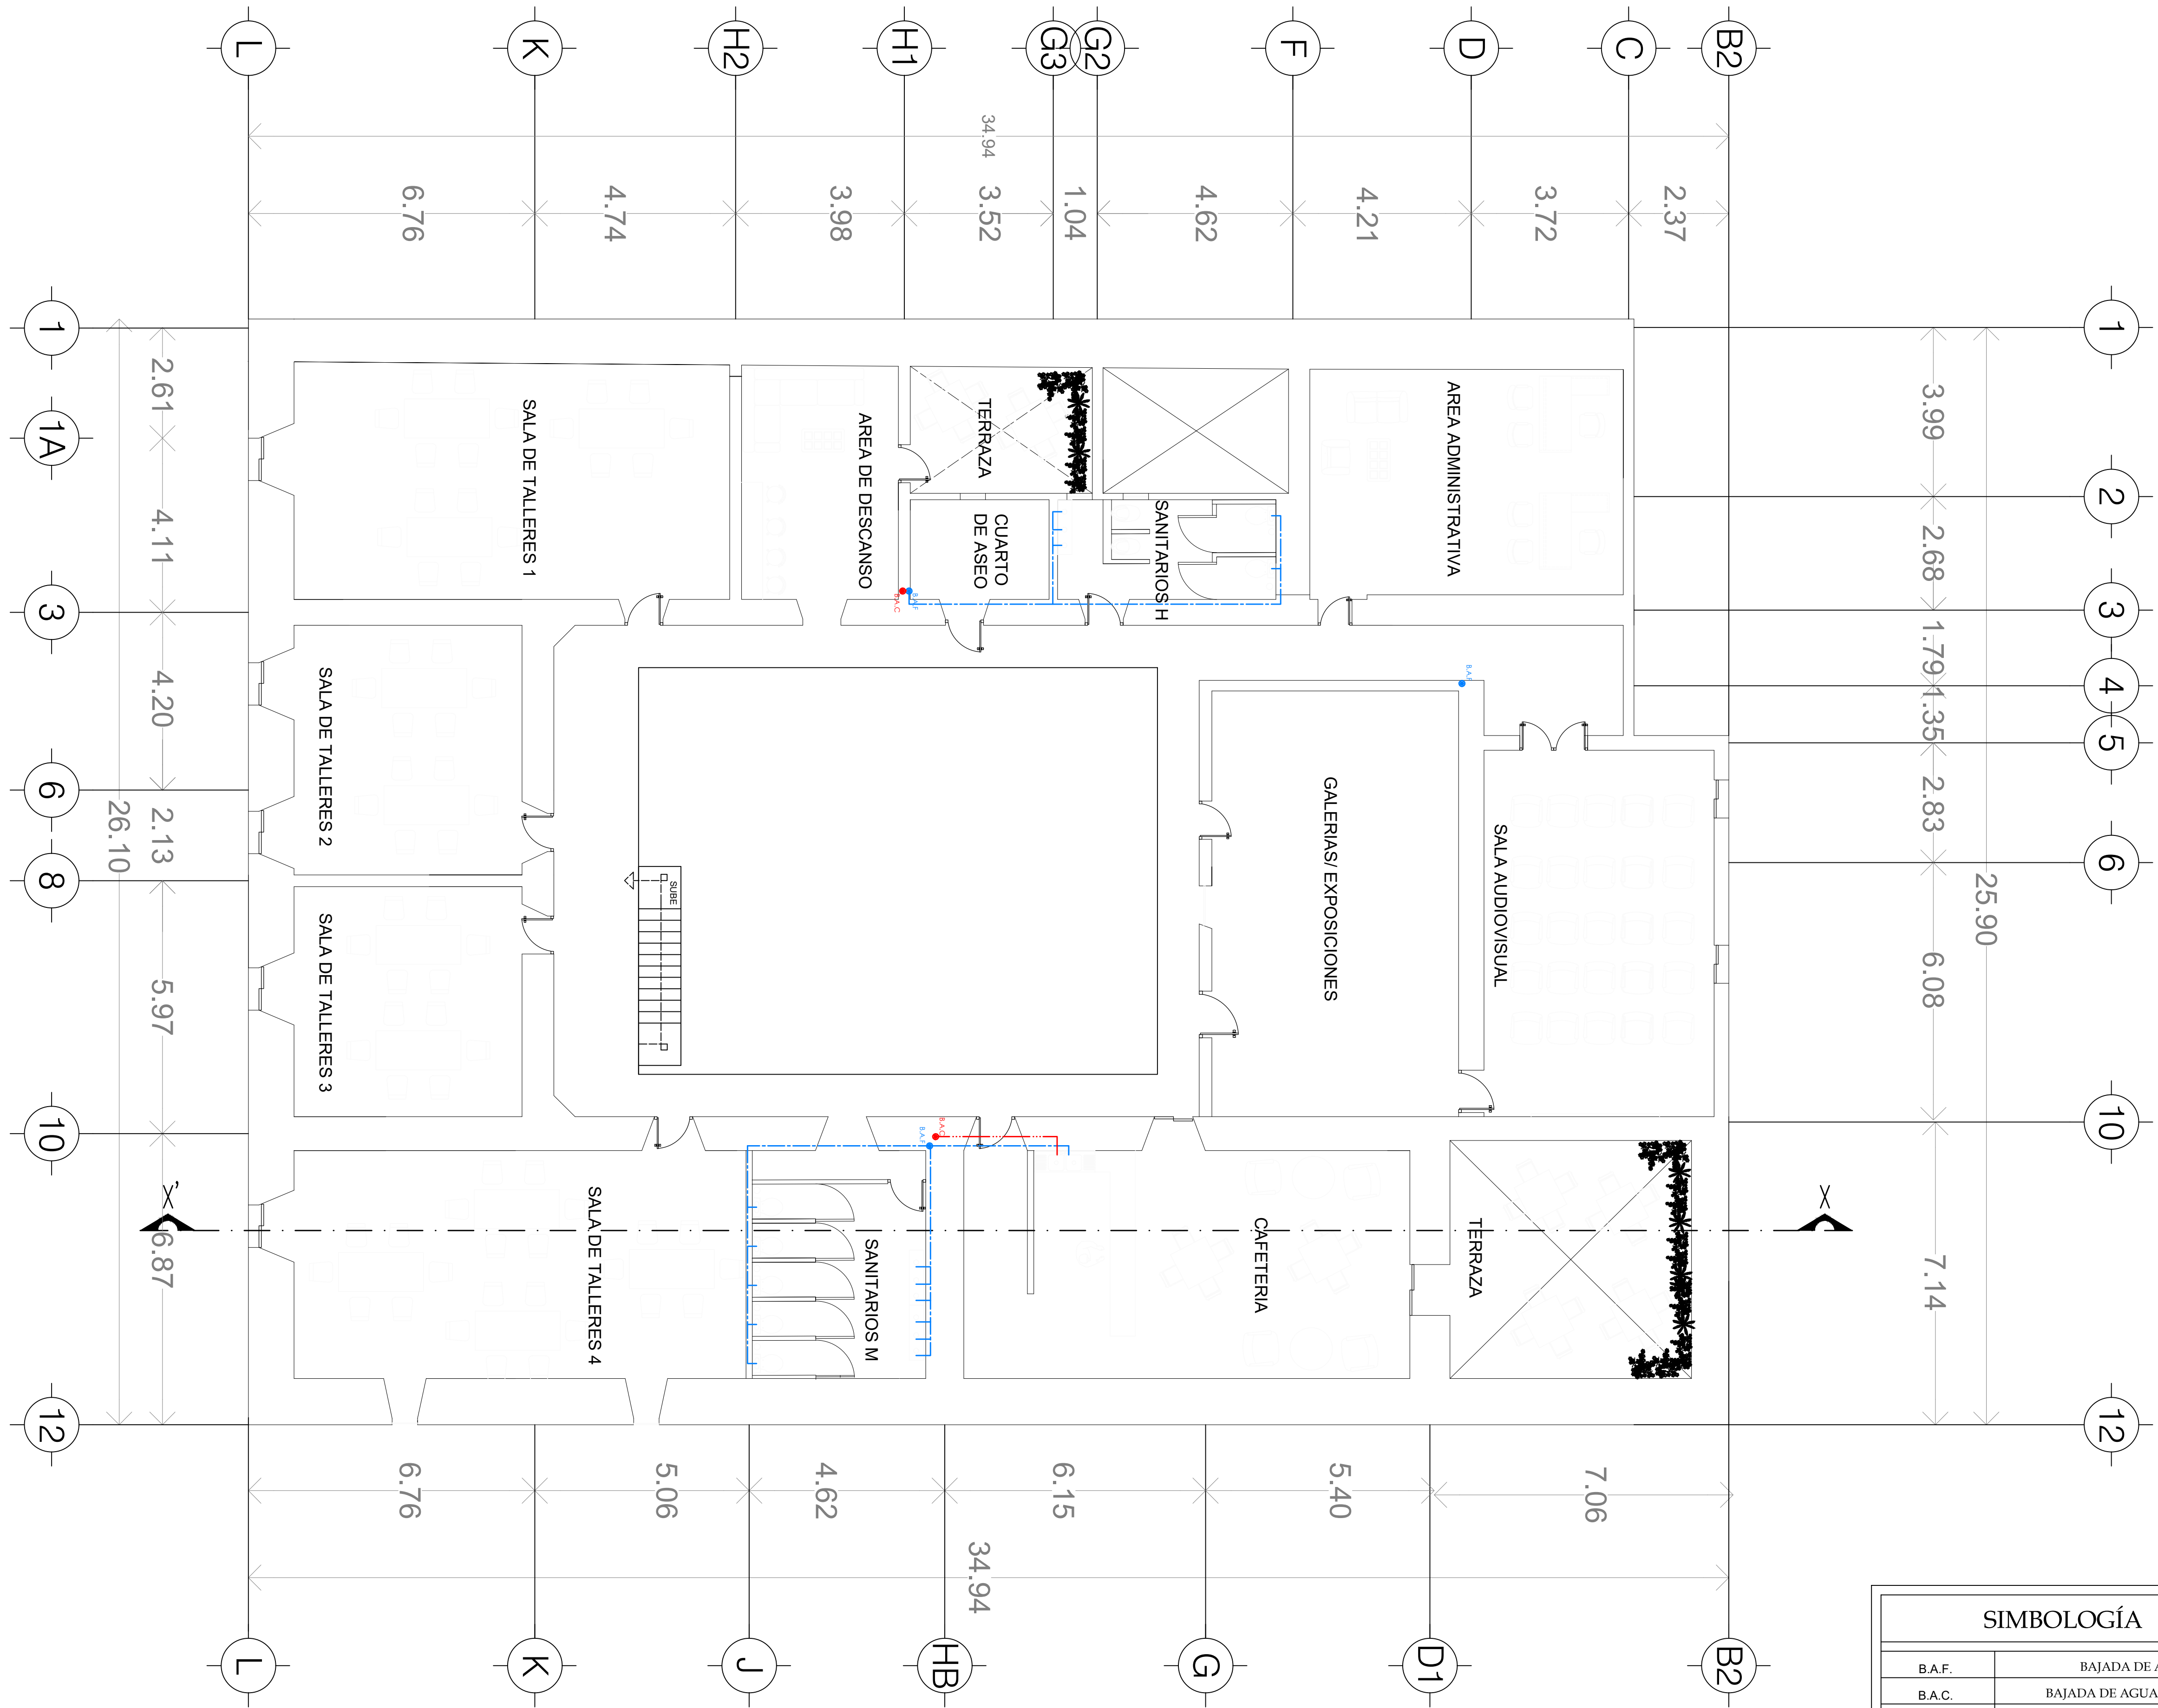 L
K
H2
H1
G3
G2
F
D
C
B2
34.94
6.76
4.74
3.98
3.52
1.04
4.62
4.21
3.72
2.37
1
1A
3
6
8
10
12
2.61
4.11
4.20
2.13
5.97
6.87
26.10
1
2
3
4
5
6
10
12
3.99
2.68
1.79
1.35
2.83
6.08
7.14
25.90
SALA DE TALLERES 1
AREA DE DESCANSO
TERRAZA
CUARTO
DE ASEO
SANITARIOS H
AREA ADMINISTRATIVA
B.A.C
B.A.F
B.A.F
SALA DE TALLERES 2
SALA DE TALLERES 3
SUBE
GALERIAS/ EXPOSICIONES
SALA AUDIOVISUAL
B.A.F
B.A.C
X'
SALA DE TALLERES 4
SANITARIOS M
CAFETERIA
TERRAZA
X
6.76
5.06
4.62
6.15
5.40
7.06
34.94
L
K
J
HB
G
D1
B2
SIMBOLOGÍA
B.A.F.
BAJADA DE
B.A.C.
BAJADA DE AGUA